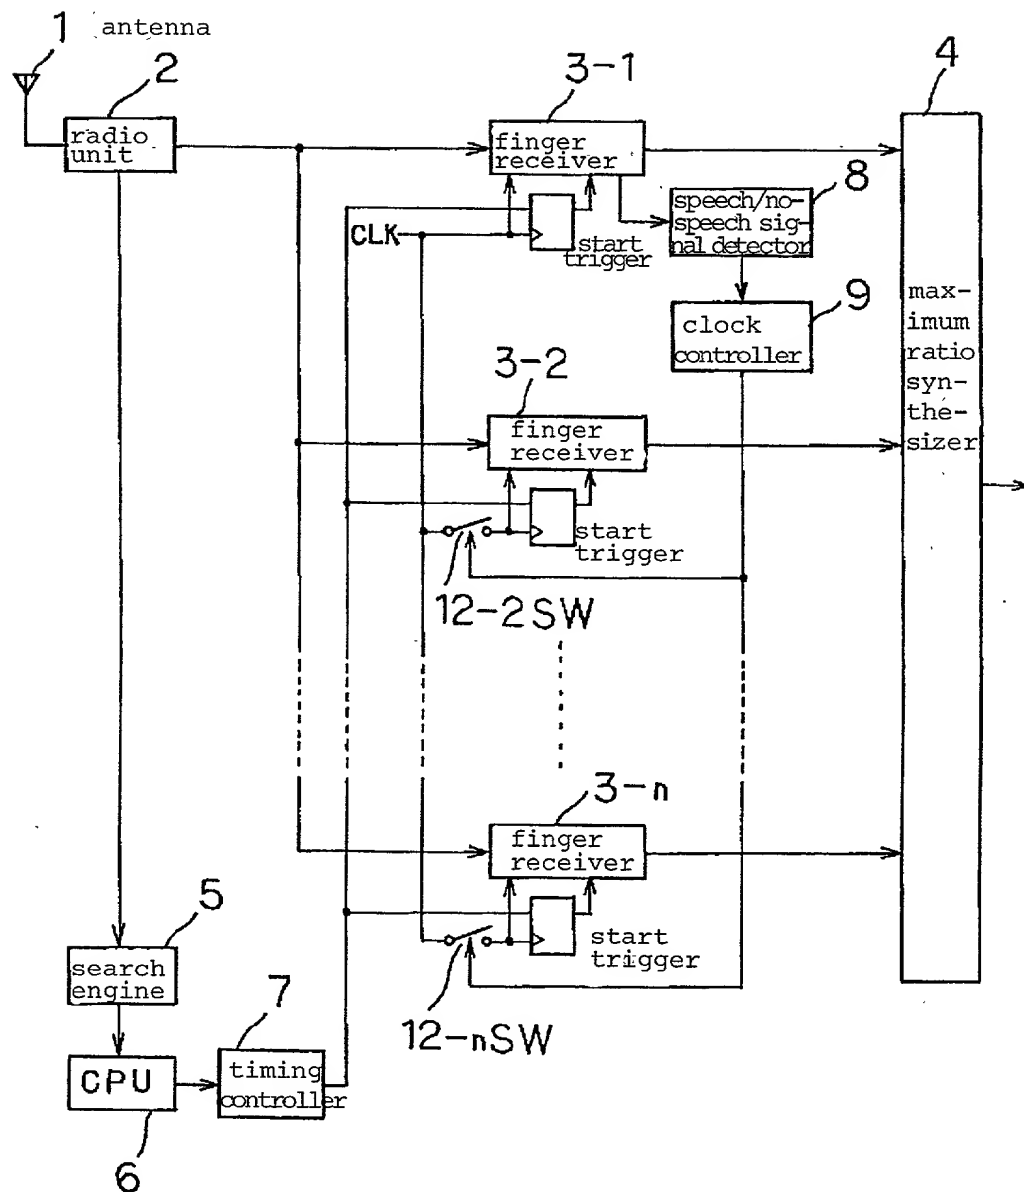 1 antenna
2
radio
unit
3-1
finger
receiver
4
8
speech/no-
speech sig-
nal detector
CLK
start
trigger
9
clock
controller
max-
imum
ratio
syn-
the-
sizer
3-2
finger
receiver
start
trigger
12-2SW
3-n
finger
receiver
start
trigger
12-nSW
5
search
engine
7
timing
controller
CPU
6